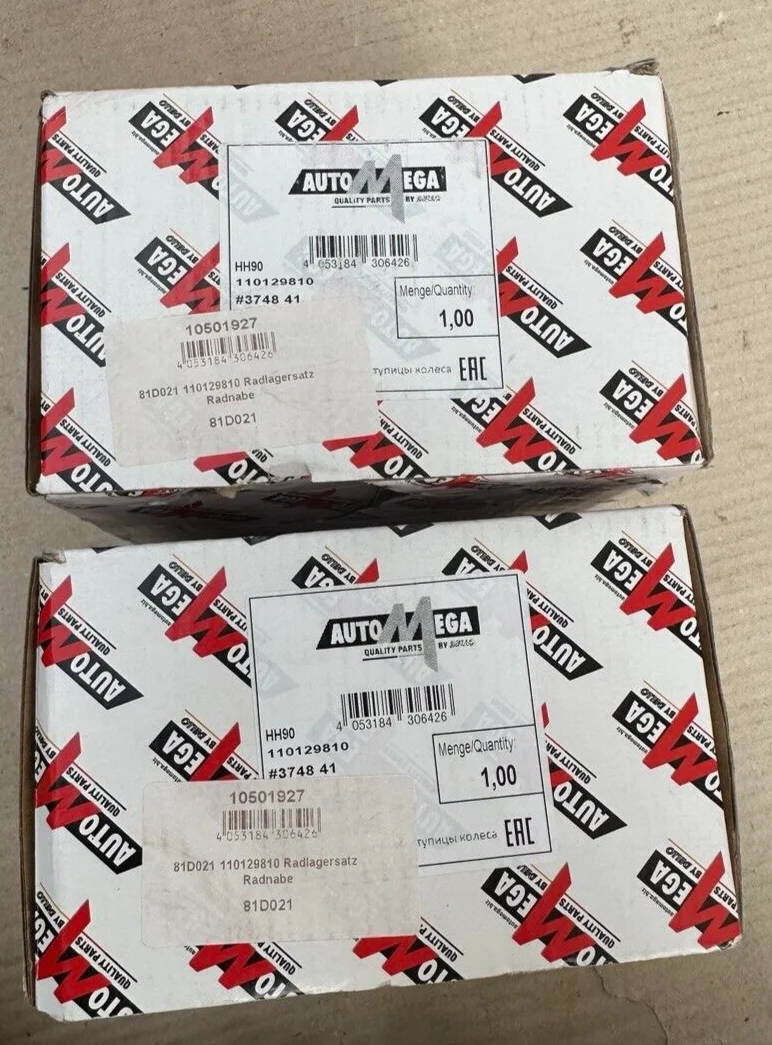 AUTOMEGA
QUALITY PARTS BY DELLO
4 053184 306426
HH90
110129810
#3748 41
Menge/Quantity
1,00
тупицы колеса EAC
10501927
4 053184 306426
81D021 110129810 Radlagersatz
Radnabe
81D021
AUTOMEGA
QUALITY PARTS BY DELLO
4 053184 306426
HH90
110129810
#3748 41
Menge/Quantity:
1,00
тупицы колеса EAC
10501927
4 053184 306426
81D021 110129810 Radlagersatz
Radnabe
81D021